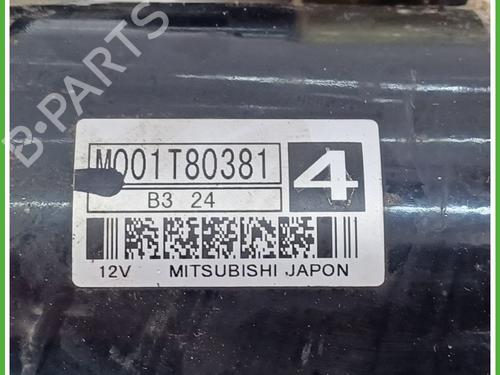 B-PARTS
M001T80381
4
B3 24
12V MITSUBISHI JAPON